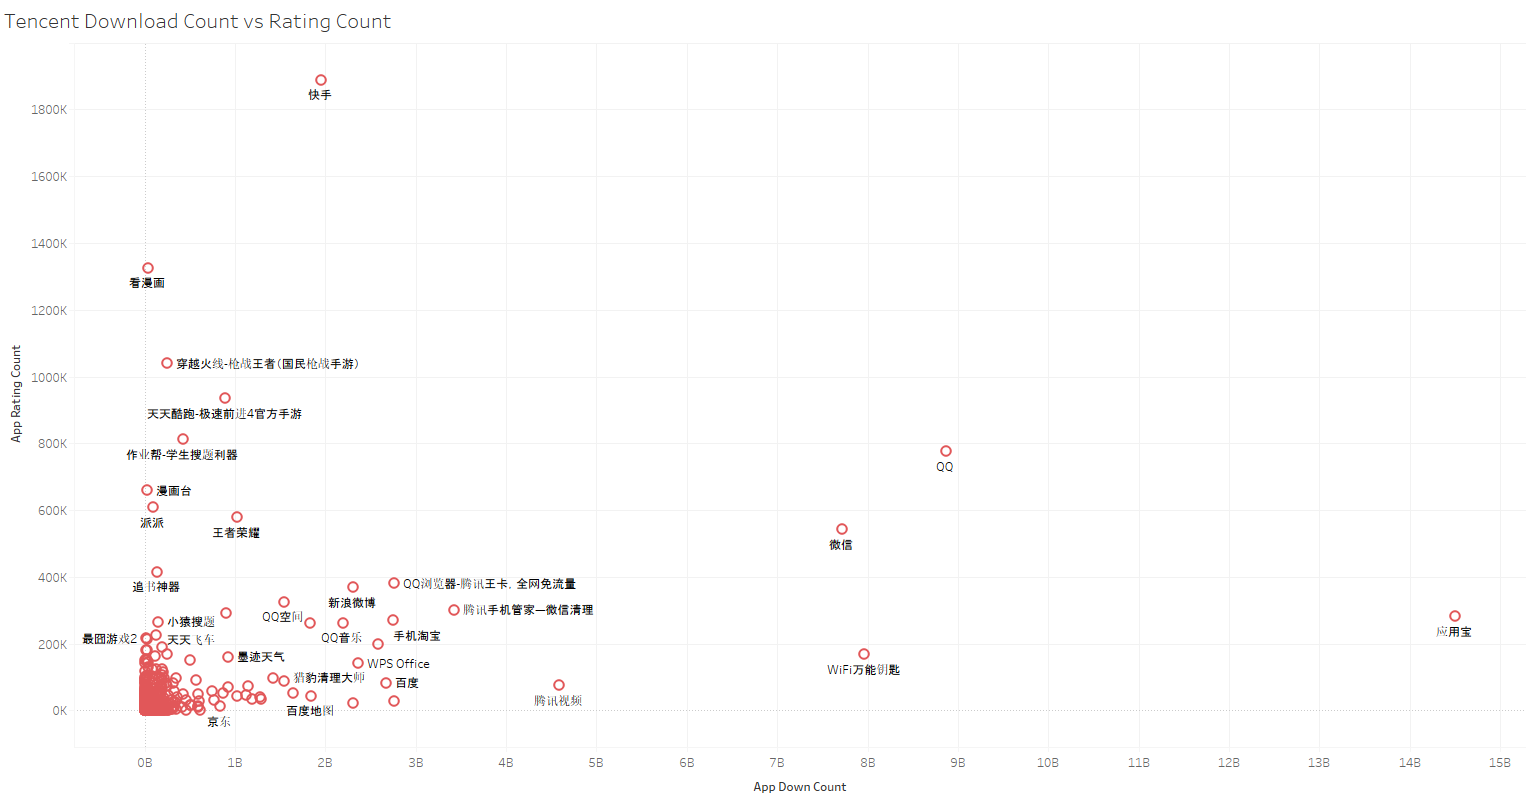 Tencent Download Count vs Rating Count
快手
1800K
1600K
1400K
看漫画
1200K
App Rating Count
穿越火线-枪战王者(国民枪战手游)
1000K
天天酷跑-极速前进4官方手游
800K
作业帮-学生搜题利器
QQ
漫画台
派派
600K
王者荣耀
微信
追书神器
400K
QQ浏览器-腾讯王卡, 全网免流量
新浪微博
QQ空间
腾讯手机管家—微信清理
小猿搜题
最囧游戏2
天天飞车
QQ音乐
手机淘宝
应用宝
200K
墨迹天气
WPS Office
WiFi万能钥匙
猎豹清理大师
百度
腾讯视频
百度地图
京东
0K
0B 1B 2B 3B 4B 5B 6B 7B 8B 9B 10B 11B 12B 13B 14B 15B
App Down Count